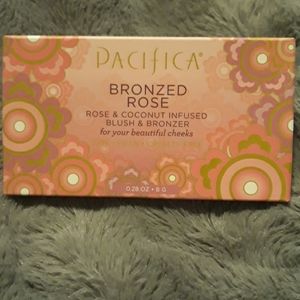 PACIFICA®
BRONZED
ROSE
ROSE & COCONUT INFUSED
BLUSH & BRONZER
for your beautiful cheeks
0.28 OZ • 8 G